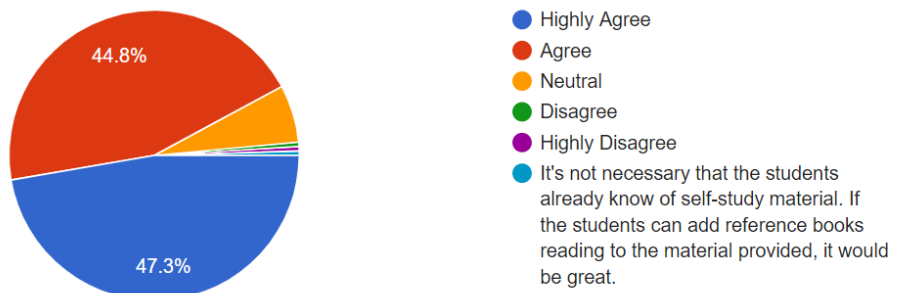 44.8%
47.3%
Highly Agree
Agree
Neutral
Disagree
Highly Disagree
It's not necessary that the students
already know of self-study material. If
the students can add reference books
reading to the material provided, it would
be great.